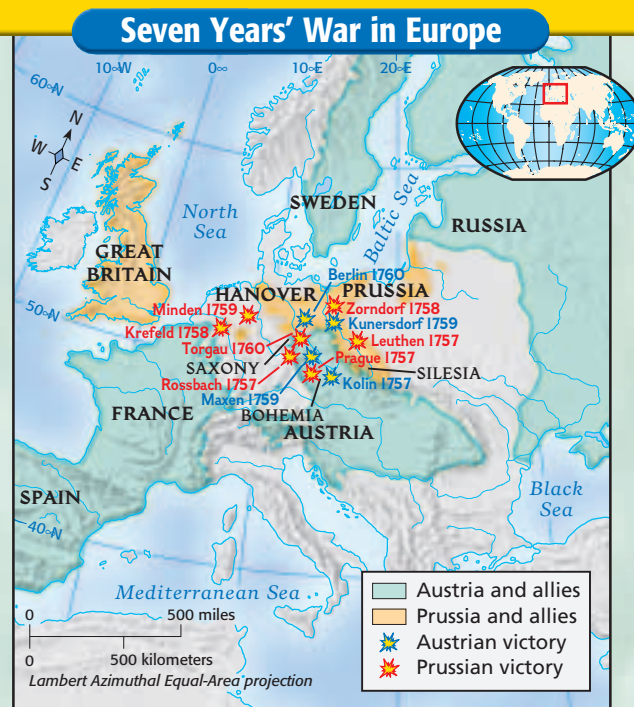 Seven Years' War in Europe
10∞W
0∞
10∞E
20∞E
60∞N
N
W
E
S
North
Sea
SWEDEN
Baltic Sea
RUSSIA
GREAT
BRITAIN
50∞N
Berlin 1760
HANOVER
PRUSSIA
Minden 1759
Zorndorf 1758
Krefeld 1758
Kunersdorf 1759
Torgau 1760
Leuthen 1757
SAXONY
Prague 1757
SILESIA
Rossbach 1757
Maxen 1759
Kolin 1757
FRANCE
BOHEMIA
AUSTRIA
SPAIN
Black
Sea
40∞N
Mediterranean Sea
0
500 miles
0
500 kilometers
Lambert Azimuthal Equal-Area projection
Austria and allies
Prussia and allies
Austrian victory
Prussian victory